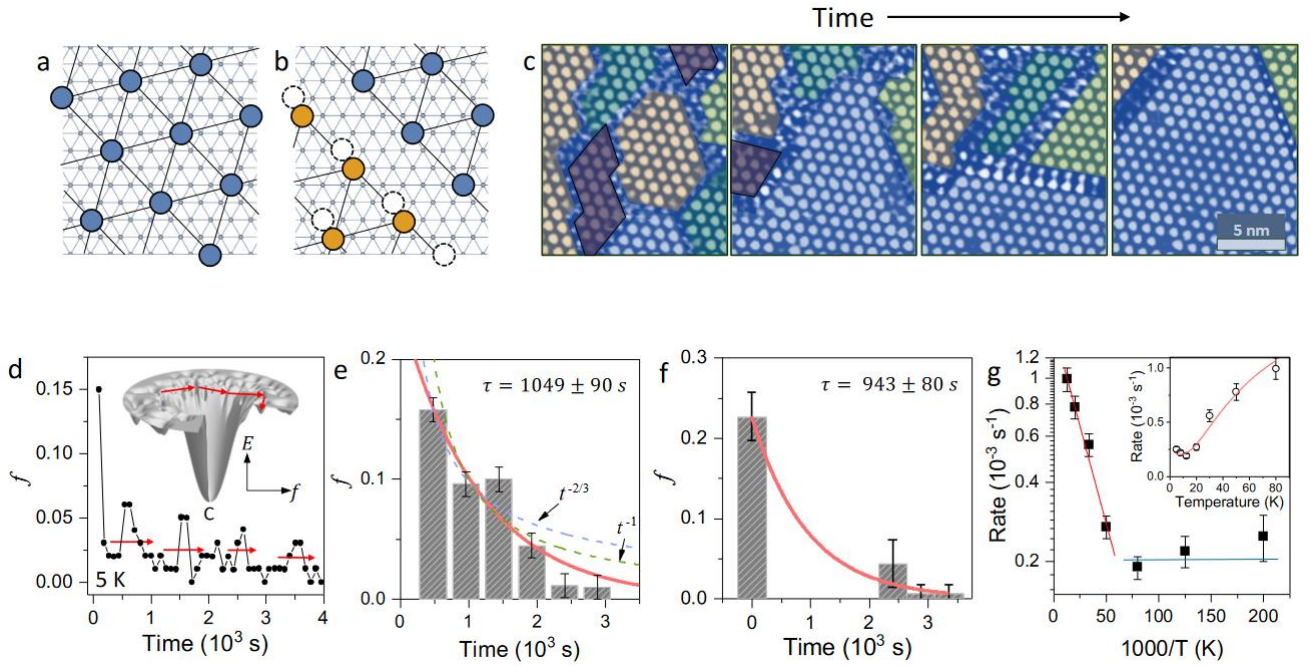 Time
a
b
c
5 nm
d
0.15
0.10
0.05
0.00
f
5 K
E
f
C
0 1 2 3 4
Time (10³ s)
e
0.2
0.1
0.0
f
τ = 1049 ± 90 s
t^-2/3
t^-1
0 1 2 3
Time (10³ s)
f
0.3
0.2
0.1
0.0
f
τ = 943 ± 80 s
0 1 2 3
Time (10³ s)
g
1.2
1
0.8
0.6
0.4
0.2
Rate (10⁻³ s⁻¹)
0 50 100 150 200
1000/T (K)
1.0
0.5
0.0
Rate (10⁻³ s⁻¹)
0 20 40 60 80
Temperature (K)